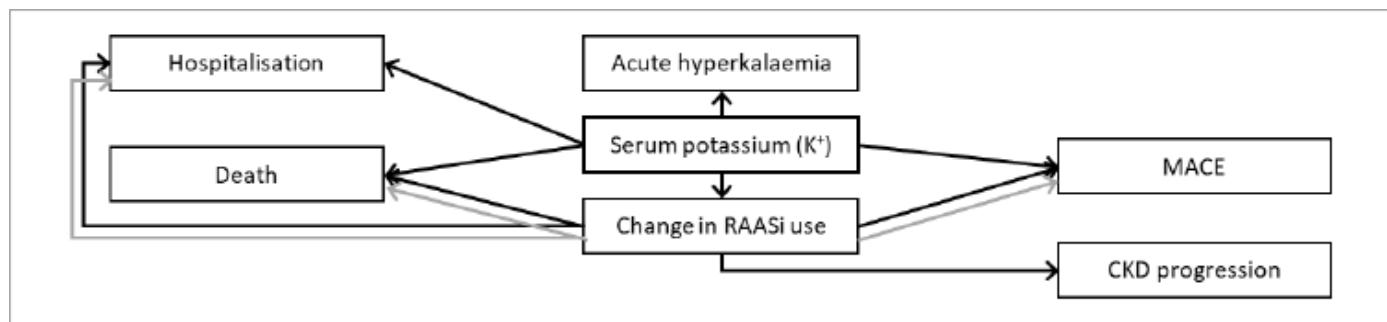 Hospitalisation
Acute hyperkalaemia
Serum potassium (K⁺)
Death
MACE
Change in RAASi use
CKD progression